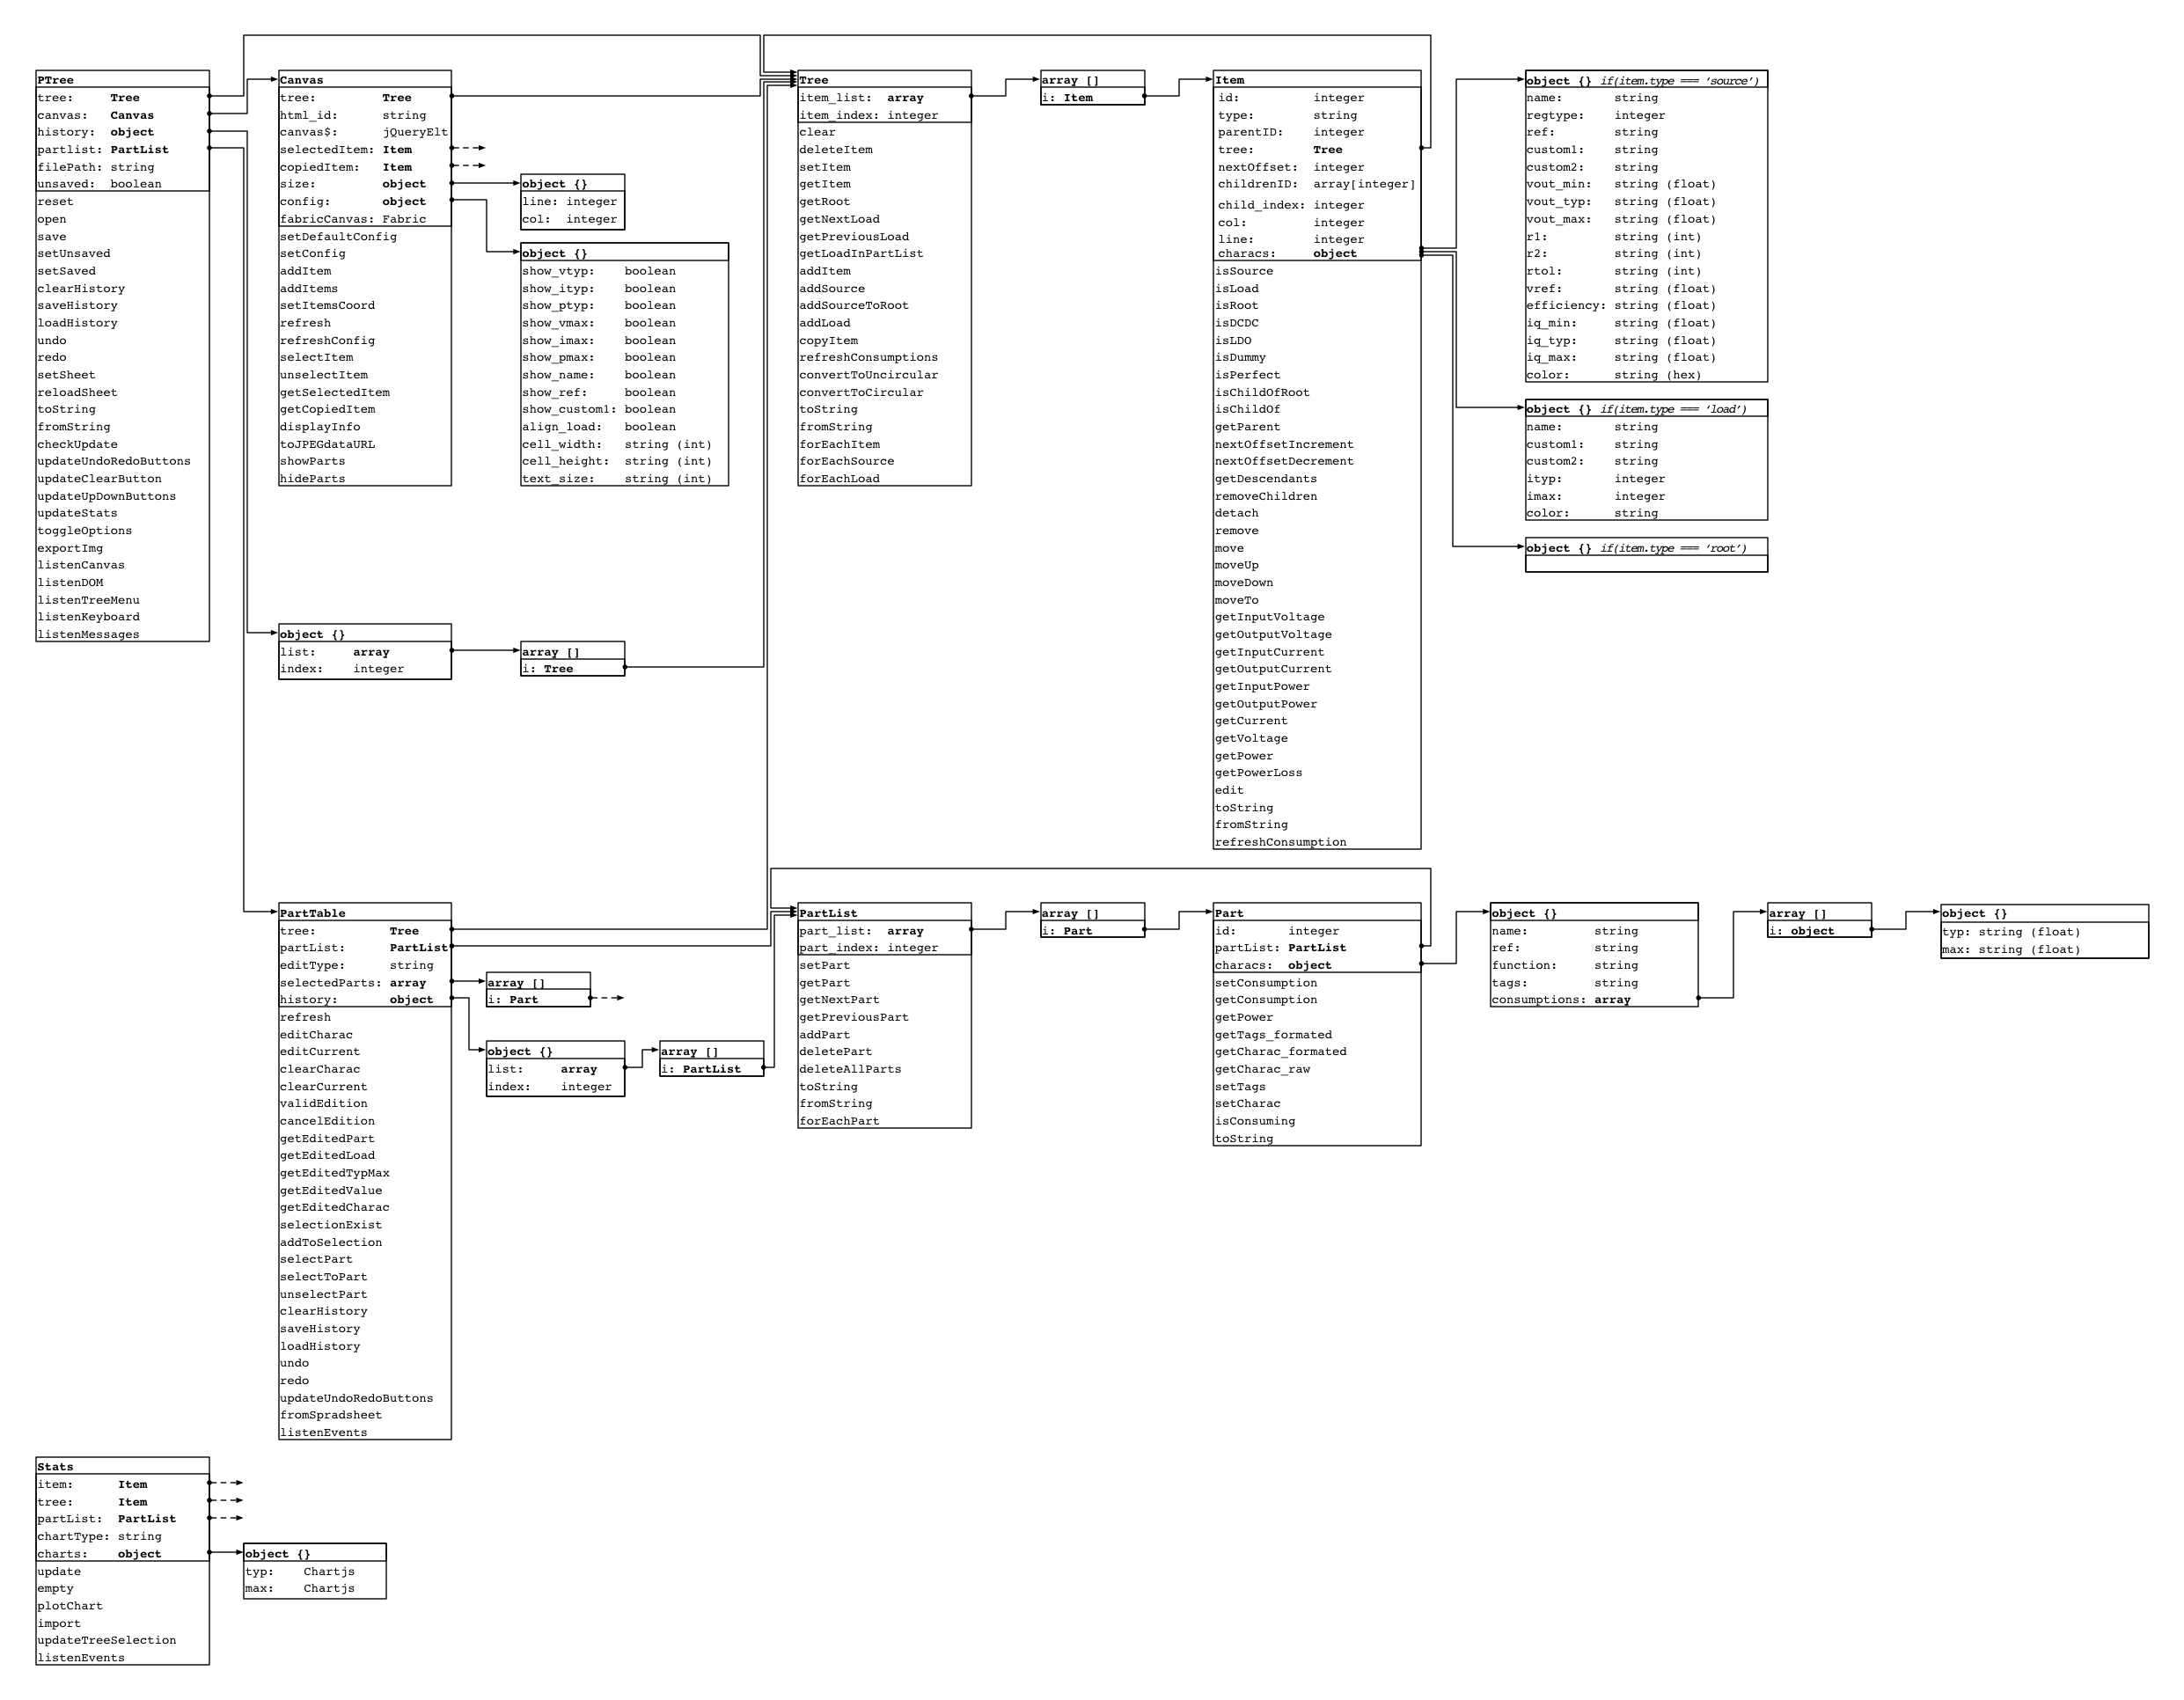 PTree
tree: Tree
canvas: Canvas
history: object
partlist: PartList
filePath: string
unsaved: boolean
reset
open
save
setUnsaved
setSaved
clearHistory
saveHistory
loadHistory
undo
redo
setSheet
reloadSheet
toString
fromString
checkUpdate
updateUndoRedoButtons
updateClearButton
updateUpDownButtons
updateStats
toggleOptions
exportImg
listenCanvas
listenDOM
listenTreeMenu
listenKeyboard
listenMessages
Canvas
tree: Tree
html_id: string
canvas$: jQueryElt
selectedItem: Item
copiedItem: Item
size: object
config: object
fabricCanvas: Fabric
setDefaultConfig
setConfig
addItem
addItems
setItemsCoord
refresh
refreshConfig
selectItem
unselectItem
getSelectedItem
getCopiedItem
displayInfo
toJPEGdataURL
showParts
hideParts
object {}
line: integer
col: integer
object {}
show_vtyp: boolean
show_ityp: boolean
show_ptyp: boolean
show_vmax: boolean
show_imax: boolean
show_pmax: boolean
show_name: boolean
show_ref: boolean
show_custom1: boolean
align_load: boolean
cell_width: string (int)
cell_height: string (int)
text_size: string (int)
object {}
list: array
index: integer
array []
i: Tree
Tree
item_list: array
item_index: integer
clear
deleteItem
setItem
getItem
getRoot
getNextLoad
getPreviousLoad
getLoadInPartList
addItem
addSource
addSourceToRoot
addLoad
copyItem
refreshConsumptions
convertToUncircular
convertToCircular
toString
fromString
forEachItem
forEachSource
forEachLoad
array []
i: Item
Item
id: integer
type: string
parentID: integer
tree: Tree
nextOffset: integer
childrenID: array[integer]
child_index: integer
col: integer
line: integer
characs: object
isSource
isLoad
isRoot
isDCDC
isLDO
isDummy
isPerfect
isChildOfRoot
isChildOf
getParent
nextOffsetIncrement
nextOffsetDecrement
getDescendants
removeChildren
detach
remove
move
moveUp
moveDown
moveTo
getInputVoltage
getOutputVoltage
getInputCurrent
getOutputCurrent
getInputPower
getOutputPower
getCurrent
getVoltage
getPower
getPowerLoss
edit
toString
fromString
refreshConsumption
object {} if(item.type === ‘source’)
name: string
regtype: integer
ref: string
custom1: string
custom2: string
vout_min: string (float)
vout_typ: string (float)
vout_max: string (float)
r1: string (int)
r2: string (int)
rtol: string (int)
vref: string (float)
efficiency: string (float)
iq_min: string (float)
iq_typ: string (float)
iq_max: string (float)
color: string (hex)
object {} if(item.type === ‘load’)
name: string
custom1: string
custom2: string
ityp: integer
imax: integer
color: string
object {} if(item.type === ‘root’)
PartTable
tree: Tree
partList: PartList
editType: string
selectedParts: array
history: object
refresh
editCharac
editCurrent
clearCharac
clearCurrent
validEdition
cancelEdition
getEditedPart
getEditedLoad
getEditedTypMax
getEditedValue
getEditedCharac
selectionExist
addToSelection
selectPart
selectToPart
unselectPart
clearHistory
saveHistory
loadHistory
undo
redo
updateUndoRedoButtons
fromSpradsheet
listenEvents
array []
i: Part
object {}
list: array
index: integer
array []
i: PartList
PartList
part_list: array
part_index: integer
setPart
getPart
getNextPart
getPreviousPart
addPart
deletePart
deleteAllParts
toString
fromString
forEachPart
array []
i: Part
Part
id: integer
partList: PartList
characs: object
setConsumption
getConsumption
getPower
getTags_formated
getCharac_formated
getCharac_raw
setTags
setCharac
isConsuming
toString
object {}
name: string
ref: string
function: string
tags: string
consumptions: array
array []
i: object
object {}
typ: string (float)
max: string (float)
Stats
item: Item
tree: Item
partList: PartList
chartType: string
charts: object
update
empty
plotChart
import
updateTreeSelection
listenEvents
object {}
typ: Chartjs
max: Chartjs